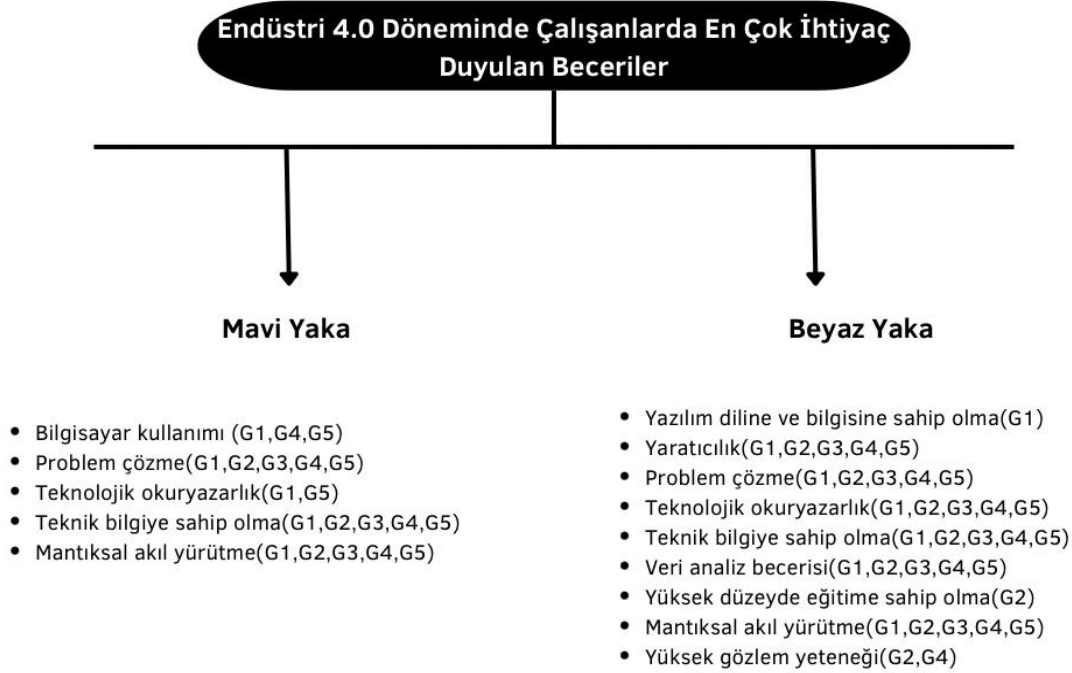 Endüstri 4.0 Döneminde Çalışanlarda En Çok İhtiyaç
Duyulan Beceriler
Mavi Yaka
• Bilgisayar kullanımı (G1,G4,G5)
• Problem çözme(G1,G2,G3,G4,G5)
• Teknolojik okuryazarlık(G1,G5)
• Teknik bilgiye sahip olma(G1,G2,G3,G4,G5)
• Mantıksal akıl yürütme(G1,G2,G3,G4,G5)
Beyaz Yaka
• Yazılım diline ve bilgisine sahip olma(G1)
• Yaratıcılık(G1,G2,G3,G4,G5)
• Problem çözme(G1,G2,G3,G4,G5)
• Teknolojik okuryazarlık(G1,G2,G3,G4,G5)
• Teknik bilgiye sahip olma(G1,G2,G3,G4,G5)
• Veri analiz becerisi(G1,G2,G3,G4,G5)
• Yüksek düzeyde eğitime sahip olma(G2)
• Mantıksal akıl yürütme(G1,G2,G3,G4,G5)
• Yüksek gözlem yeteneği(G2,G4)